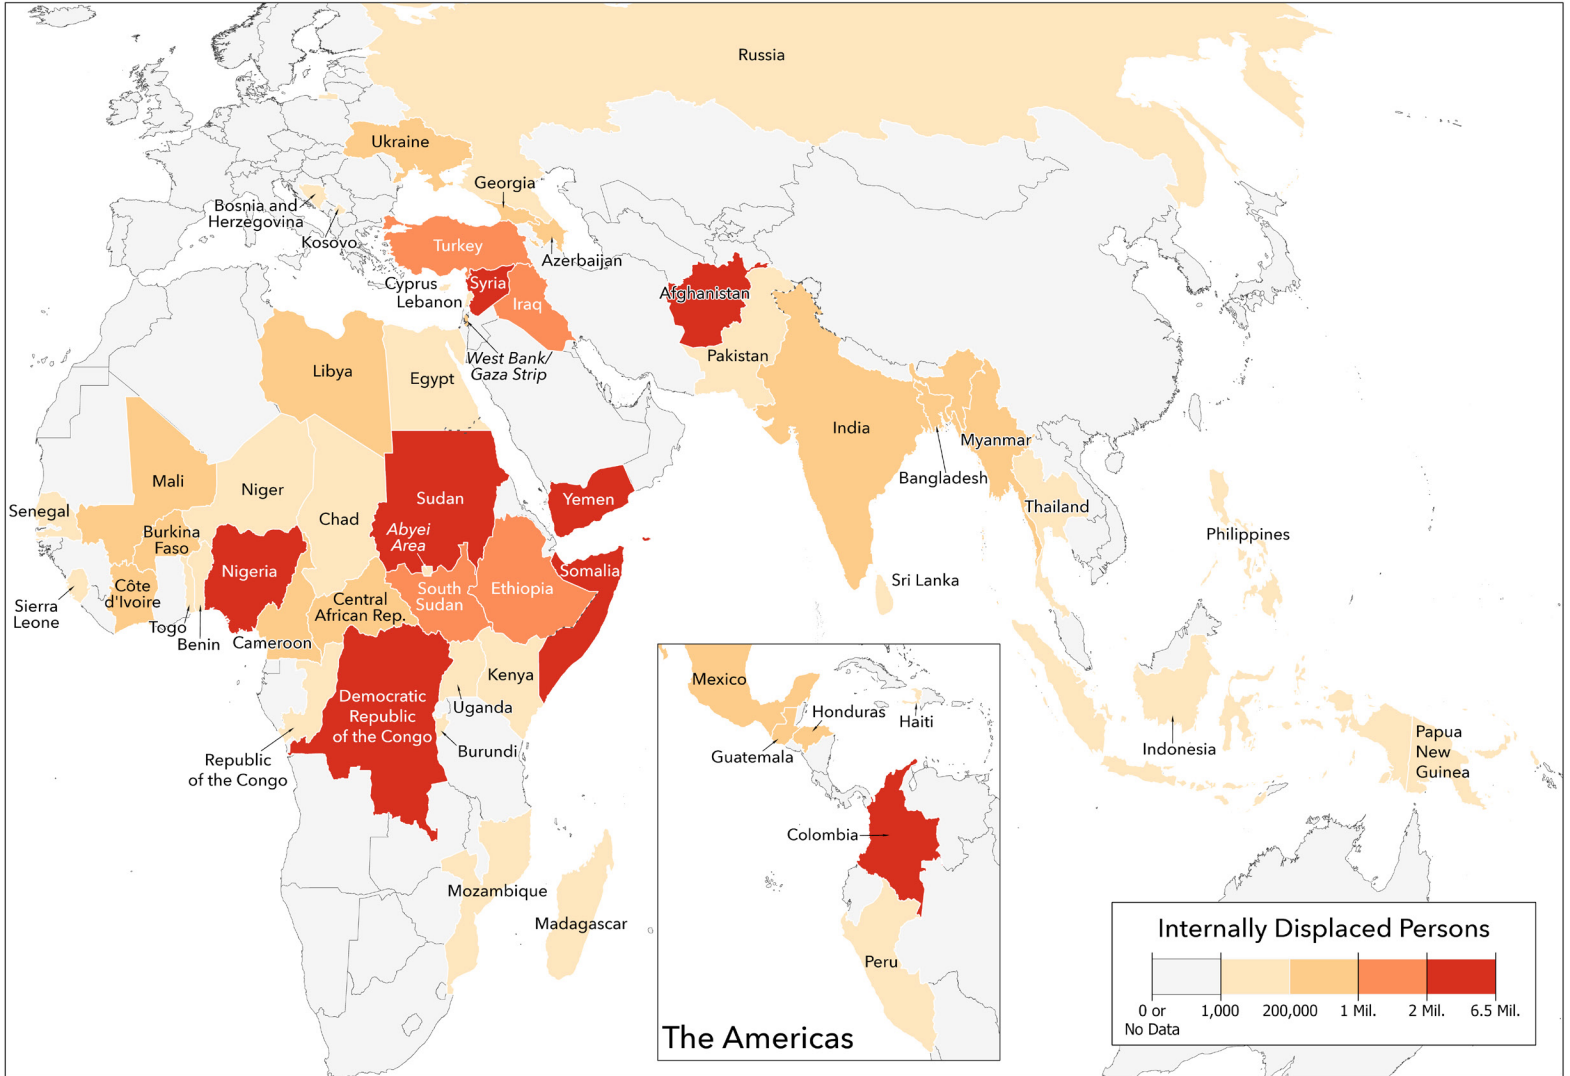 Russia
Ukraine
Georgia
Bosnia and
Herzegovina
Kosovo
Turkey
Azerbaijan
Cyprus
Lebanon
Syria
Iraq
Afghanistan
West Bank/
Gaza Strip
Pakistan
Libya
Egypt
India
Myanmar
Bangladesh
Thailand
Mali
Niger
Senegal
Chad
Sudan
Yemen
Burkina
Faso
Abyei
Area
Philippines
Nigeria
Somalia
Côte
d'Ivoire
South
Sudan
Ethiopia
Sri Lanka
Sierra
Leone
Togo
Benin
Cameroon
Central
African Rep.
Kenya
Uganda
Democratic
Republic
of the Congo
Burundi
Republic
of the Congo
Indonesia
Papua
New
Guinea
Mozambique
Madagascar
Mexico
Honduras
Haiti
Guatemala
Colombia
Peru
The Americas
Internally Displaced Persons
0 or
No Data
1,000
200,000
1 Mil.
2 Mil.
6.5 Mil.